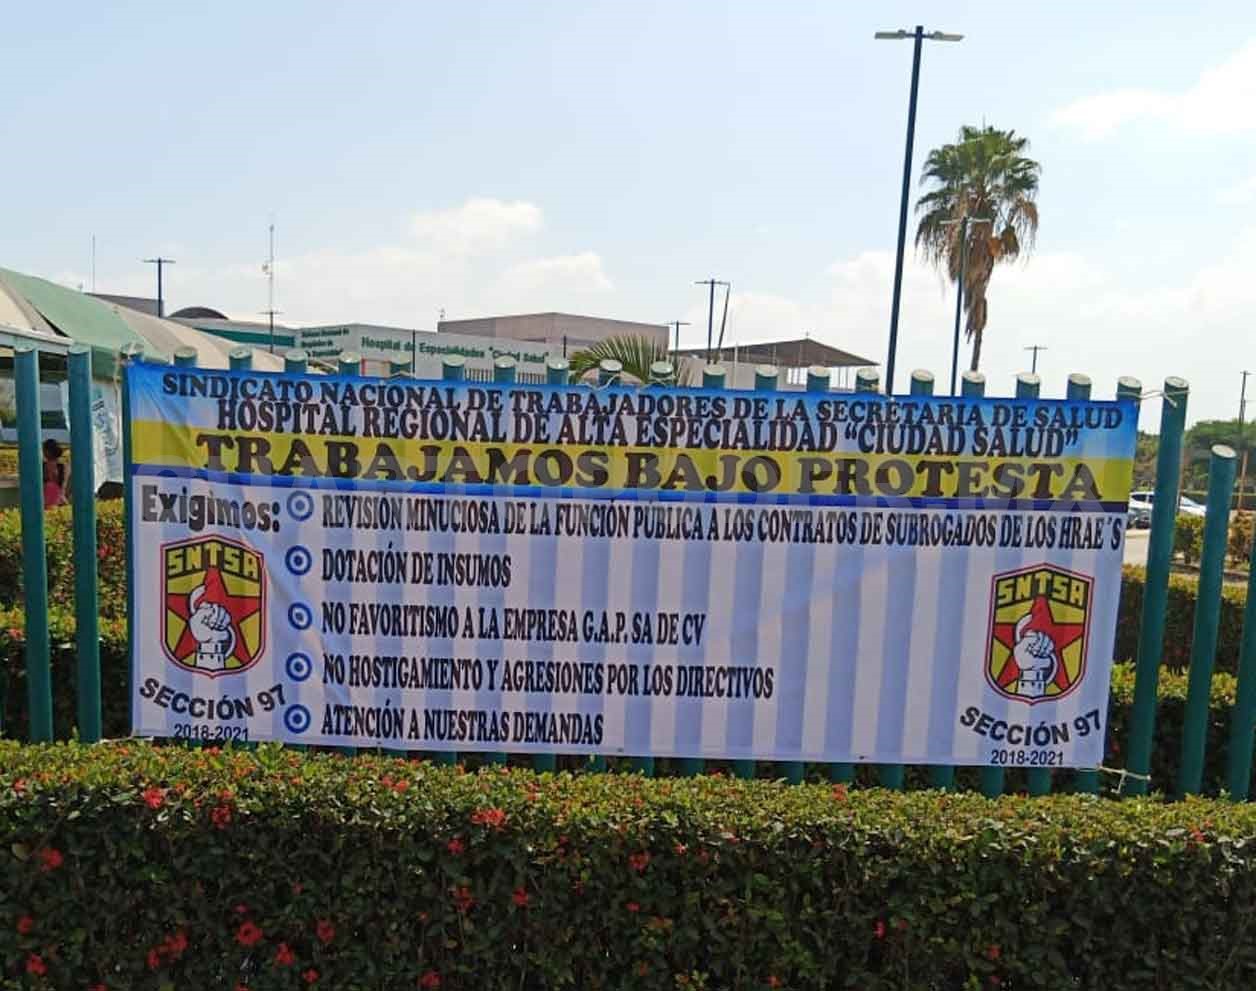 Hospital de Especialidades "Ciudad Salud"
SINDICATO NACIONAL DE TRABAJADORES DE LA SECRETARIA DE SALUD
HOSPITAL REGIONAL DE ALTA ESPECIALIDAD "CIUDAD SALUD"
TRABAJAMOS BAJO PROTESTA
Exigimos:
REVISIÓN MINUCIOSA DE LA FUNCIÓN PÚBLICA A LOS CONTRATOS DE SUBROGADOS DE LOS HRAE´S
DOTACIÓN DE INSUMOS
NO FAVORITISMO A LA EMPRESA G.A.P. SA DE CV
NO HOSTIGAMIENTO Y AGRESIONES POR LOS DIRECTIVOS
ATENCIÓN A NUESTRAS DEMANDAS
SNTSA
SECCIÓN 97
2018-2021
SNTSA
SECCIÓN 97
2018-2021